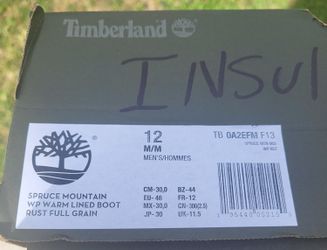 Timberland
INSUL
12
M/M
MEN'S/HOMMES
TB 0A2EFM F13
SPRUCE MOUNTAIN
WP WARM LINED BOOT
RUST FULL GRAIN
CM-30,0 BZ-44
EU-46 FR-12
MX-30,0 CN-300(2.5)
JP-30 UK-11.5